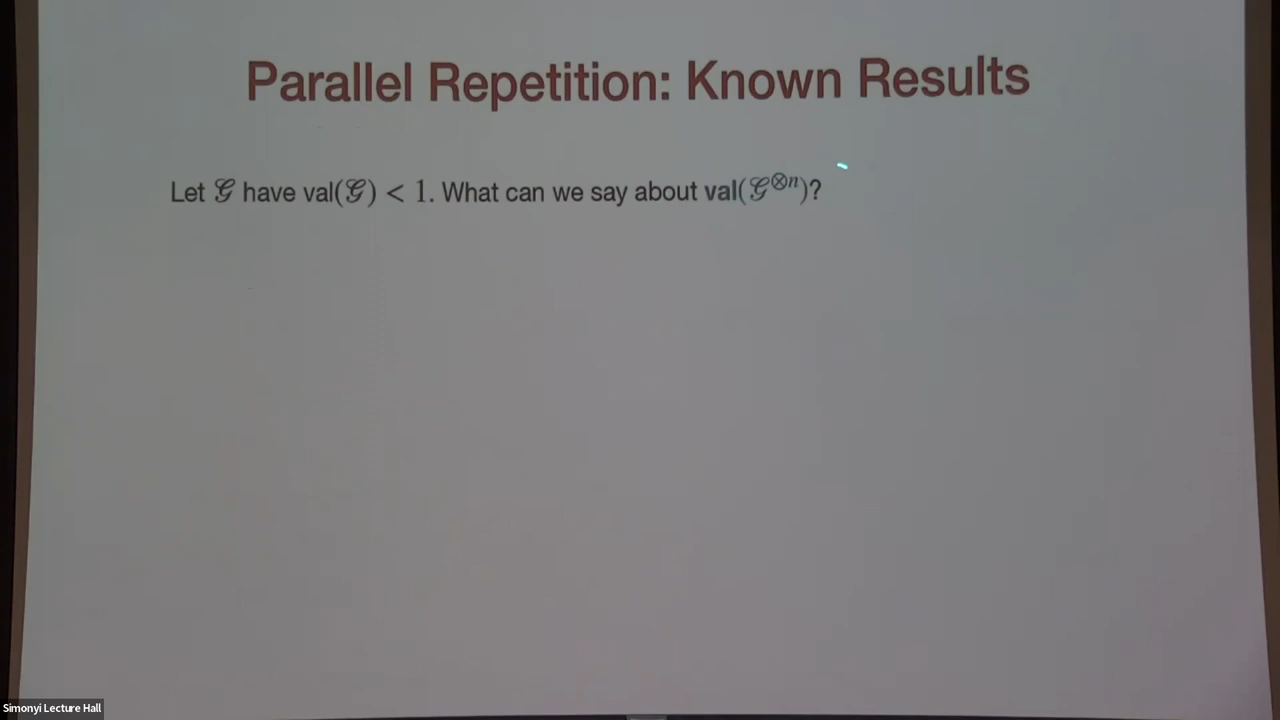 Parallel Repetition: Known Results
Let 𝒢 have val(𝒢) < 1. What can we say about val(𝒢⊗n)?
Simonyi Lecture Hall